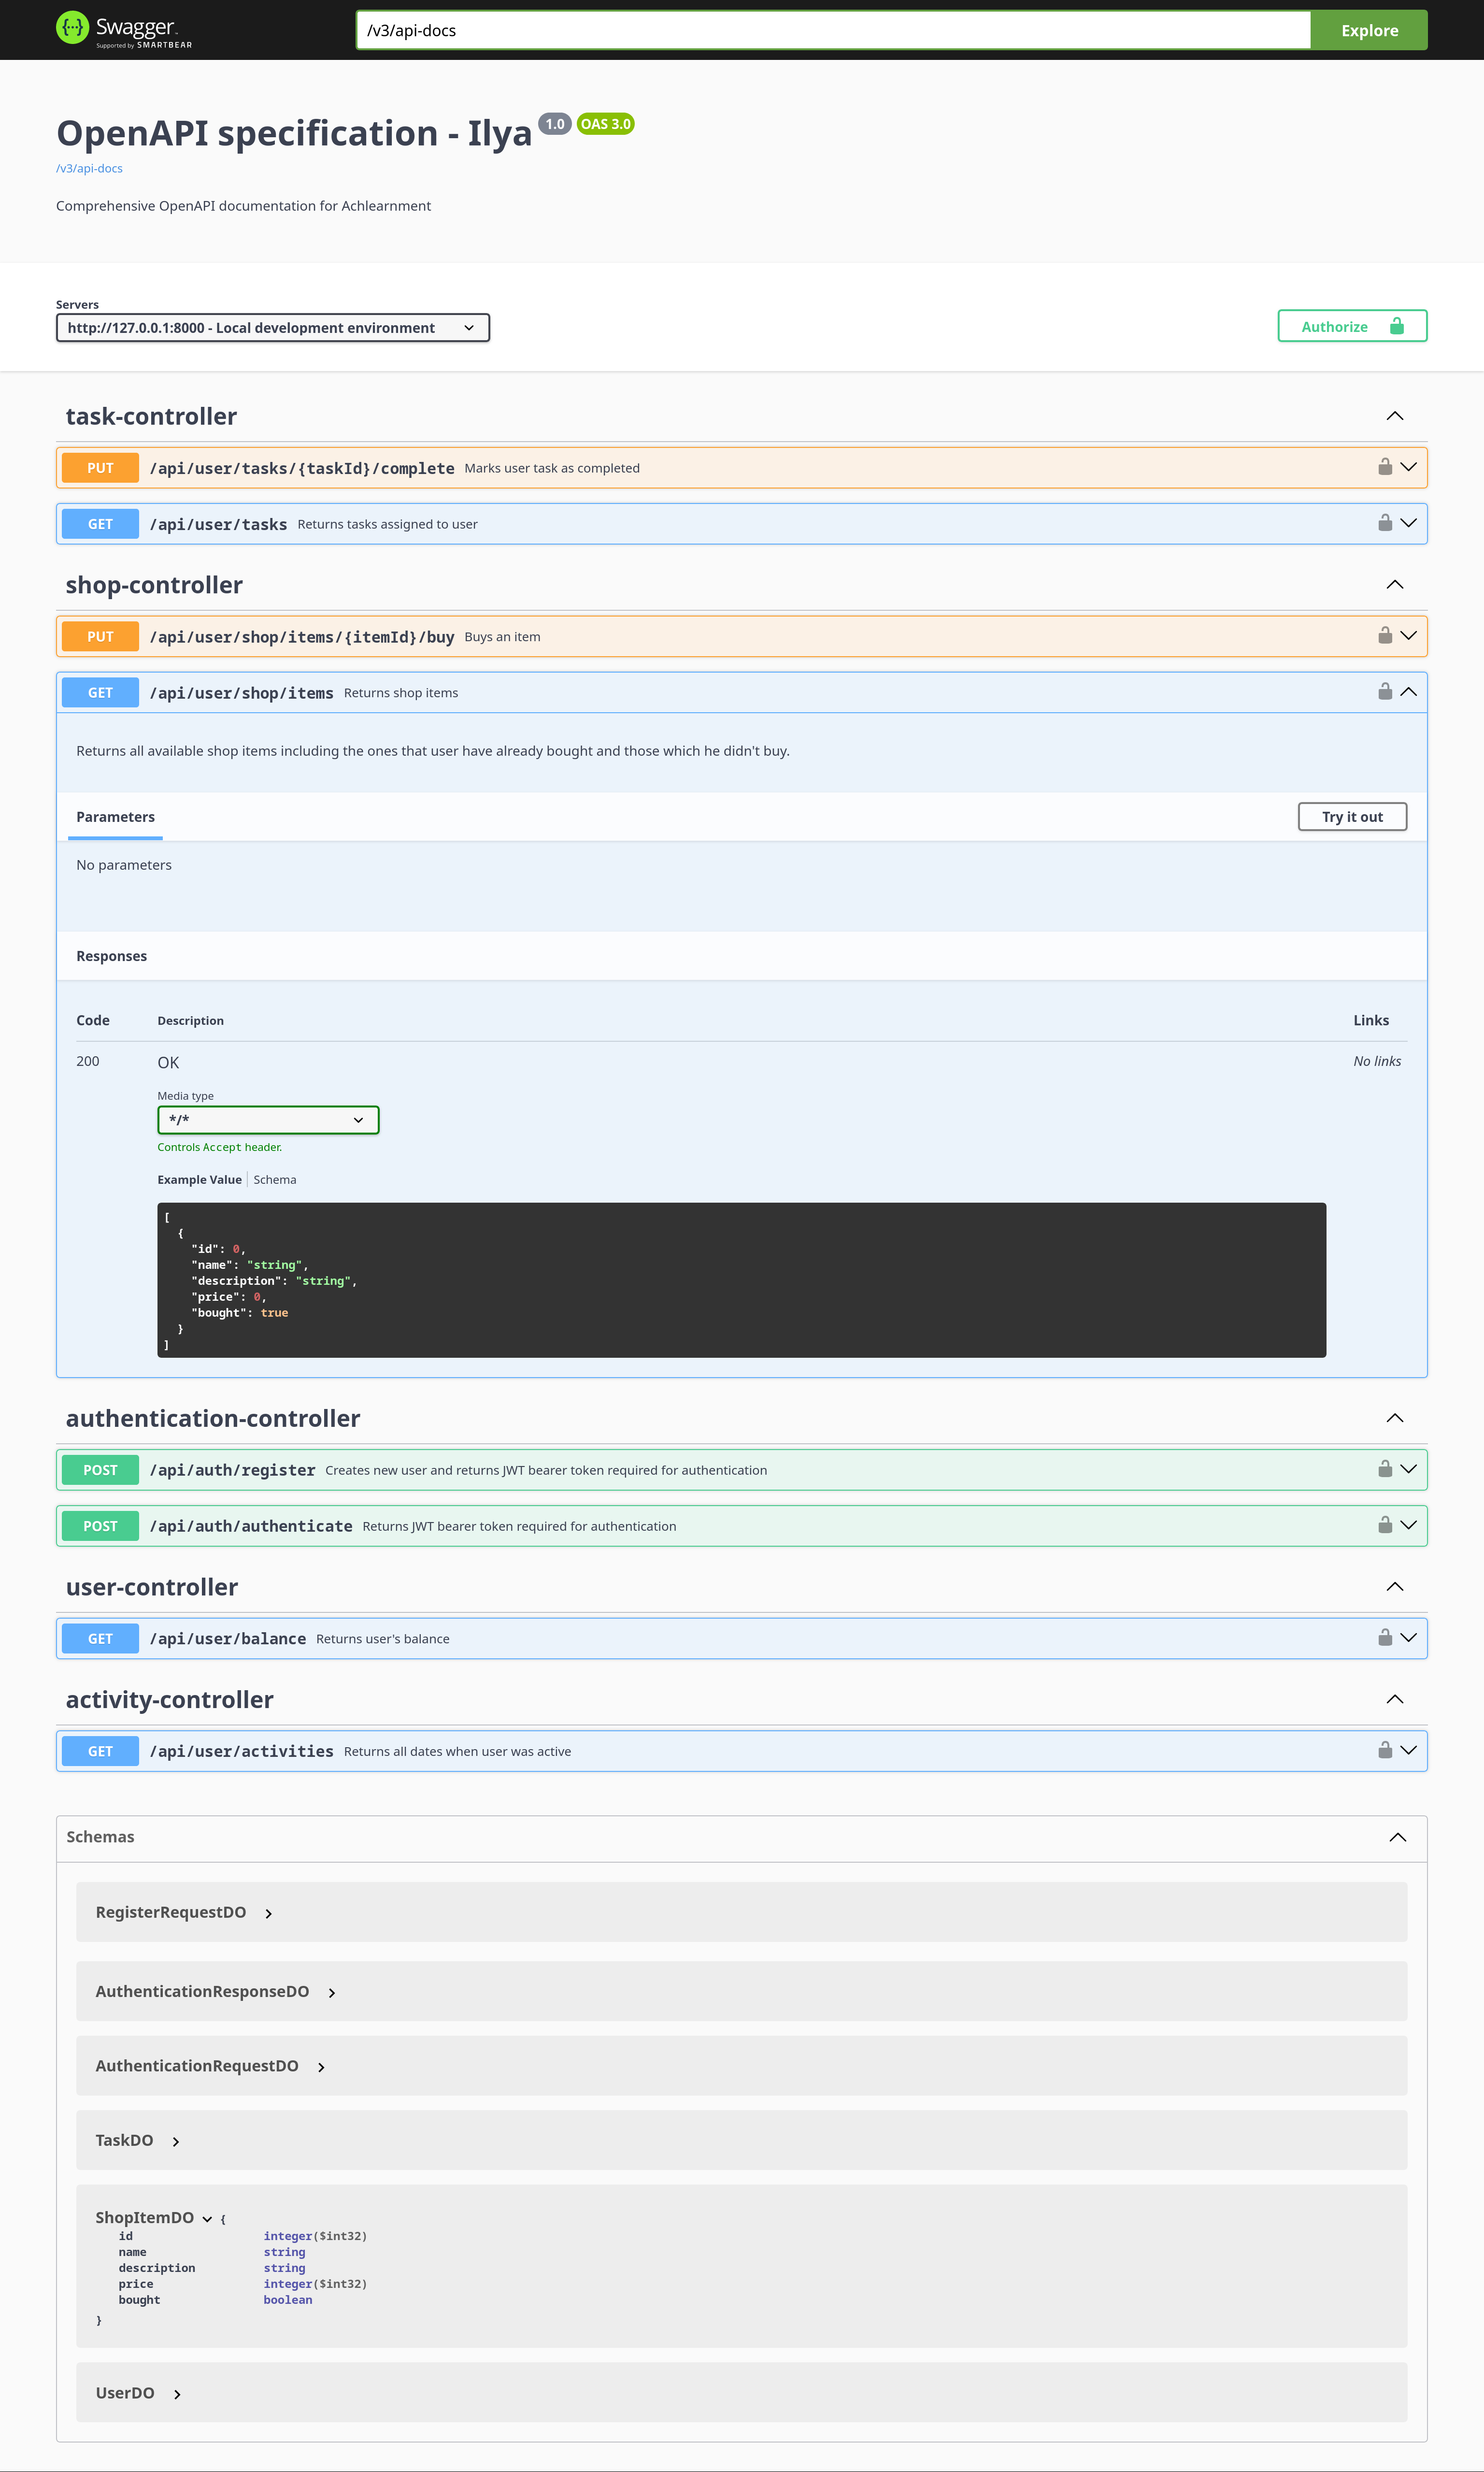 Swagger
Supported by SMARTBEAR
/v3/api-docs
Explore
OpenAPI specification - Ilya 1.0 OAS 3.0
/v3/api-docs
Comprehensive OpenAPI documentation for Achlearnment
Servers
http://127.0.0.1:8000 - Local development environment
Authorize
task-controller
PUT /api/user/tasks/{taskId}/complete Marks user task as completed
GET /api/user/tasks Returns tasks assigned to user
shop-controller
PUT /api/user/shop/items/{itemId}/buy Buys an item
GET /api/user/shop/items Returns shop items
Returns all available shop items including the ones that user have already bought and those which he didn't buy.
Parameters
Try it out
No parameters
Responses
Code Description Links
200 OK No links
Media type
*/*
Controls Accept header.
Example Value Schema
[
{
"id": 0,
"name": "string",
"description": "string",
"price": 0,
"bought": true
}
]
authentication-controller
POST /api/auth/register Creates new user and returns JWT bearer token required for authentication
POST /api/auth/authenticate Returns JWT bearer token required for authentication
user-controller
GET /api/user/balance Returns user's balance
activity-controller
GET /api/user/activities Returns all dates when user was active
Schemas
RegisterRequestDO
AuthenticationResponseDO
AuthenticationRequestDO
TaskDO
ShopItemDO {
id integer($int32)
name string
description string
price integer($int32)
bought boolean
}
UserDO